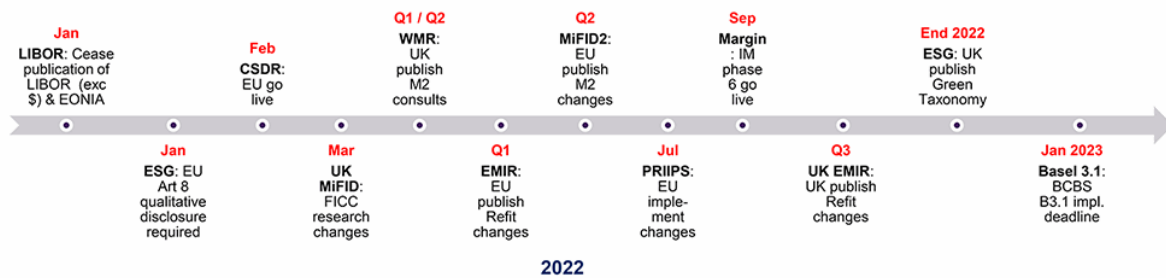 Jan
LIBOR: Cease
publication of
LIBOR (exc
$) & EONIA
Feb
CSDR:
EU go
live
Q1 / Q2
WMR:
UK
publish
M2
consults
Q2
MiFID2:
EU
publish
M2
changes
Sep
Margin
: IM
phase
6 go
live
End 2022
ESG: UK
publish
Green
Taxonomy
Jan
ESG: EU
Art 8
qualitative
disclosure
required
Mar
UK
MiFID:
FICC
research
changes
Q1
EMIR:
EU
publish
Refit
changes
Jul
PRIIPS:
EU
imple-
ment
changes
Q3
UK EMIR:
UK publish
Refit
changes
Jan 2023
Basel 3.1:
BCBS
B3.1 impl.
deadline
2022